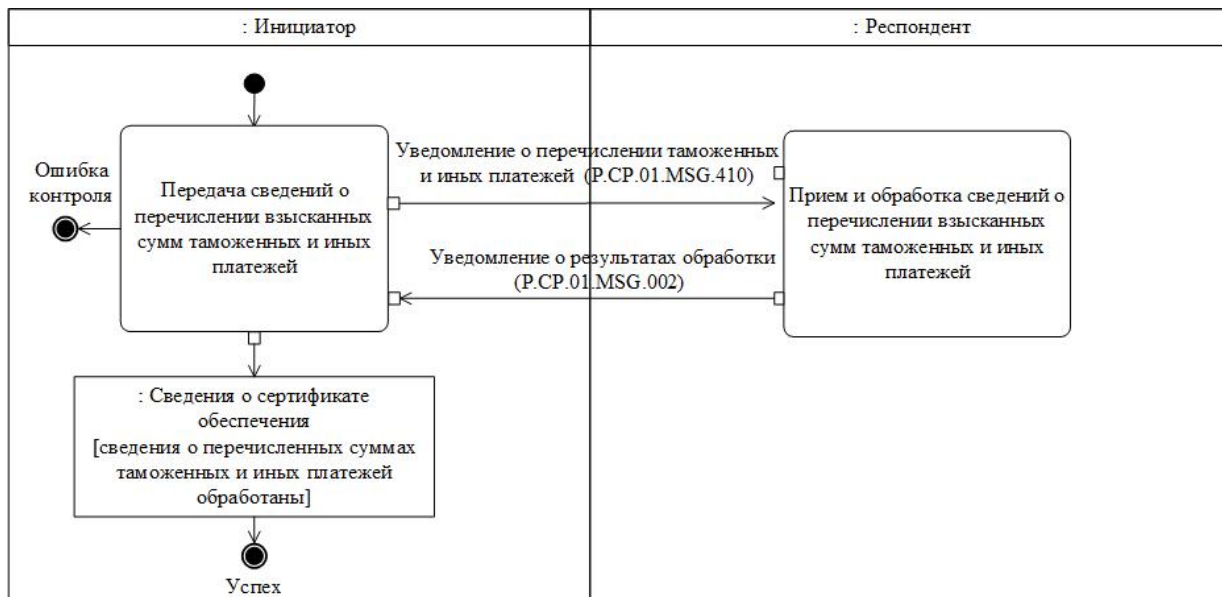 : Инициатор
: Респондент
Ошибка
контроля
Передача сведений о
перечислении взысканных
сумм таможенных и иных
платежей
Уведомление о перечислении таможенных
и иных платежей (P.CP.01.MSG.410)
Уведомление о результатах обработки
(P.CP.01.MSG.002)
Прием и обработка сведений о
перечислении взысканных
сумм таможенных и иных
платежей
: Сведения о сертификате
обеспечения
[сведения о перечисленных суммах
таможенных и иных платежей
обработаны]
Успех